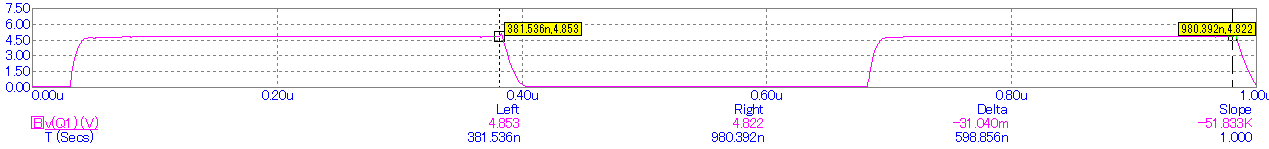 7.50
6.00
4.50
3.00
1.50
0.00
381.536n,4.853
980.392n,4.822
0.00u 0.20u 0.40u 0.60u 0.80u 1.00u
Left Right Delta Slope
B v(Q1) (V) 4.853 4.822 -31.040m -51.833K
T (Secs) 381.536n 980.392n 598.856n 1.000